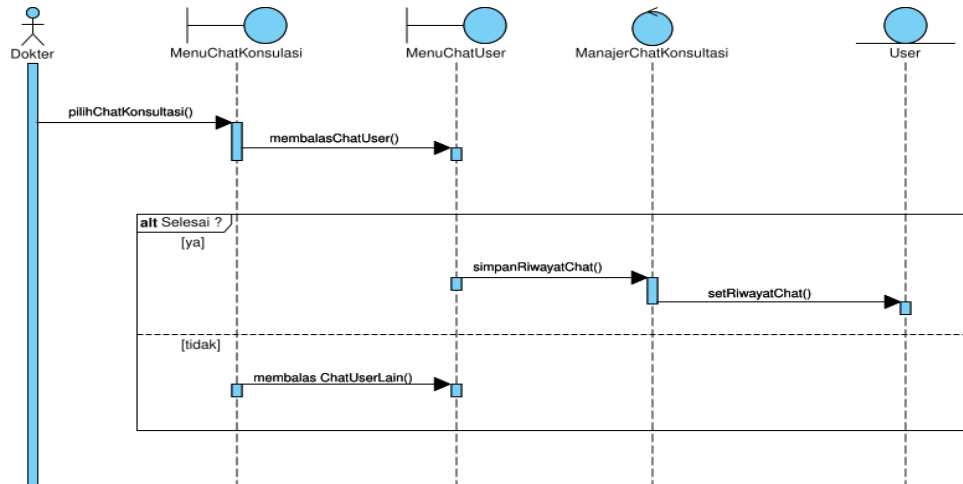 Dokter
MenuChatKonsulasi
MenuChatUser
ManajerChatKonsultasi
User
pilihChatKonsultasi()
membalasChatUser()
alt Selesai ?
[ya]
simpanRiwayatChat()
setRiwayatChat()
[tidak]
membalas ChatUserLain()